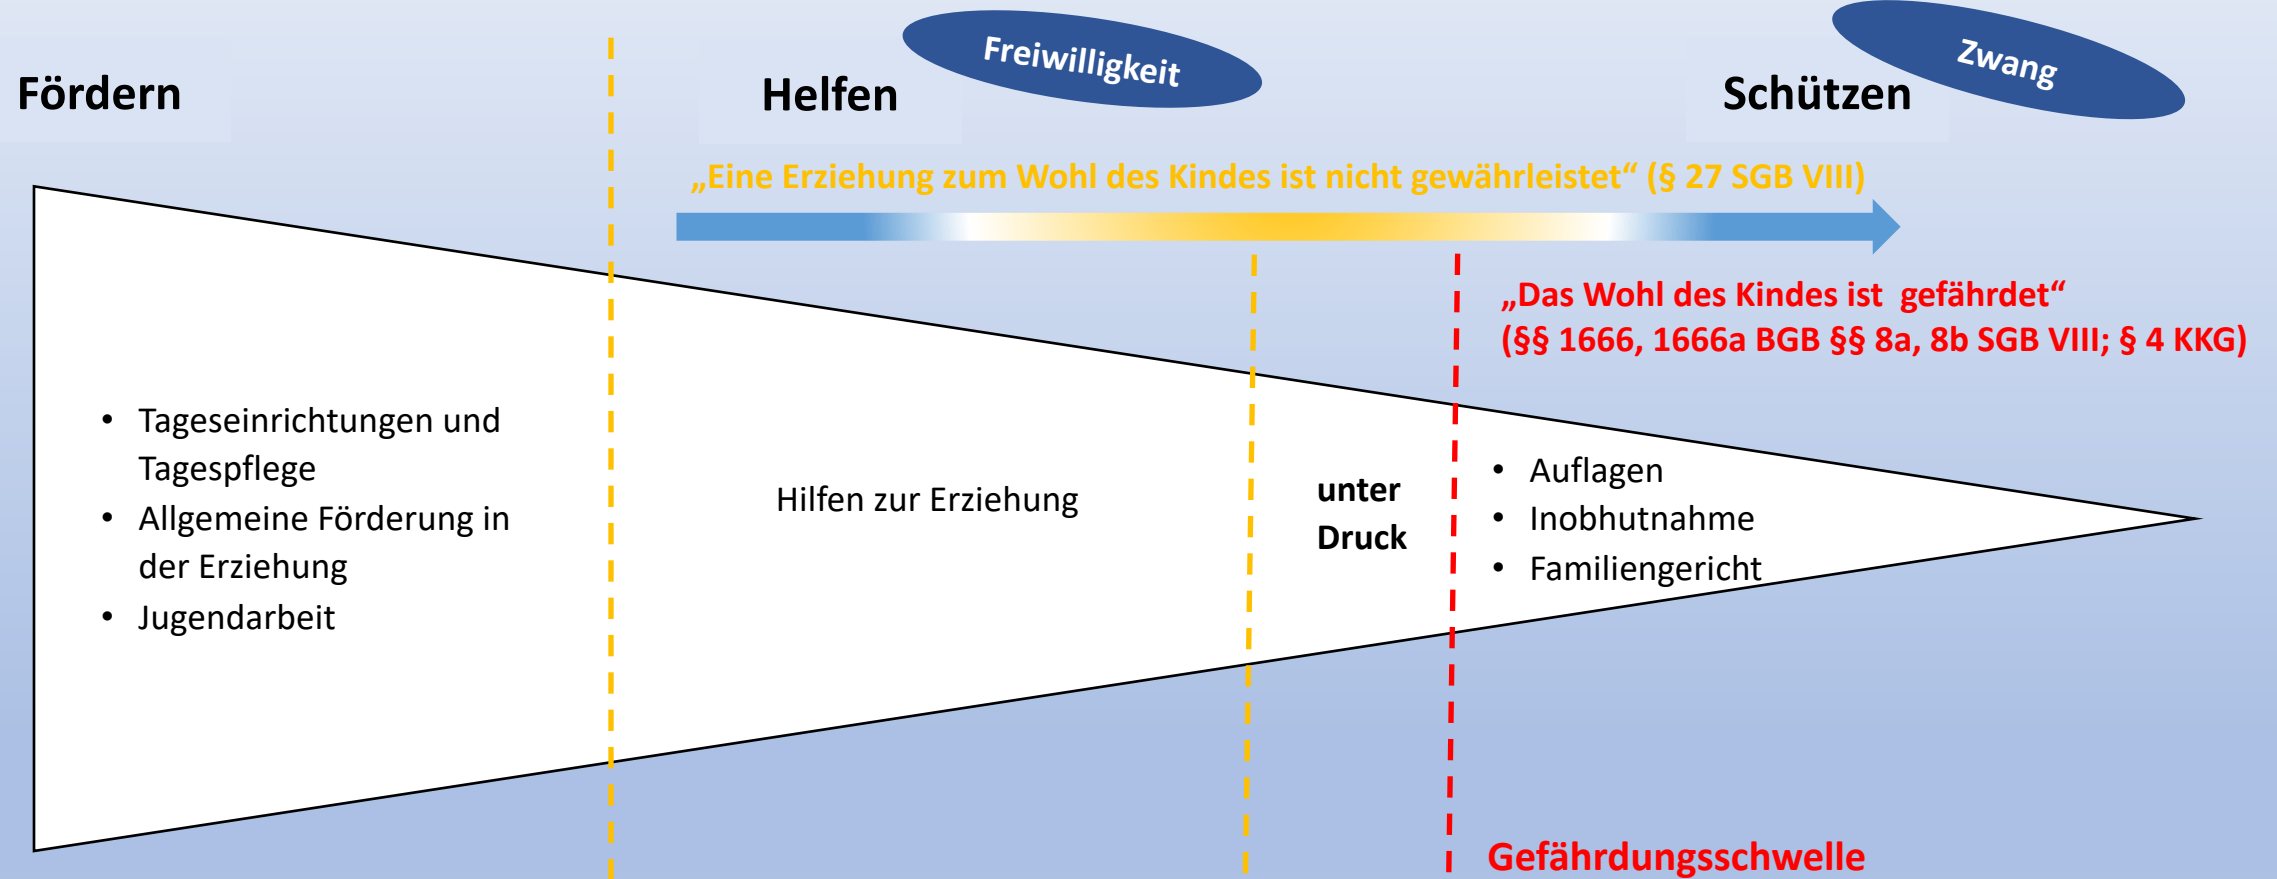 Fördern
Helfen
Freiwilligkeit
Schützen
Zwang
„Eine Erziehung zum Wohl des Kindes ist nicht gewährleistet“ (§ 27 SGB VIII)
„Das Wohl des Kindes ist  gefährdet“
(§§ 1666, 1666a BGB §§ 8a, 8b SGB VIII; § 4 KKG)
• Tageseinrichtungen und
Tagespflege
• Allgemeine Förderung in
der Erziehung
• Jugendarbeit
Hilfen zur Erziehung
unter
Druck
• Auflagen
• Inobhutnahme
• Familiengericht
Gefährdungsschwelle